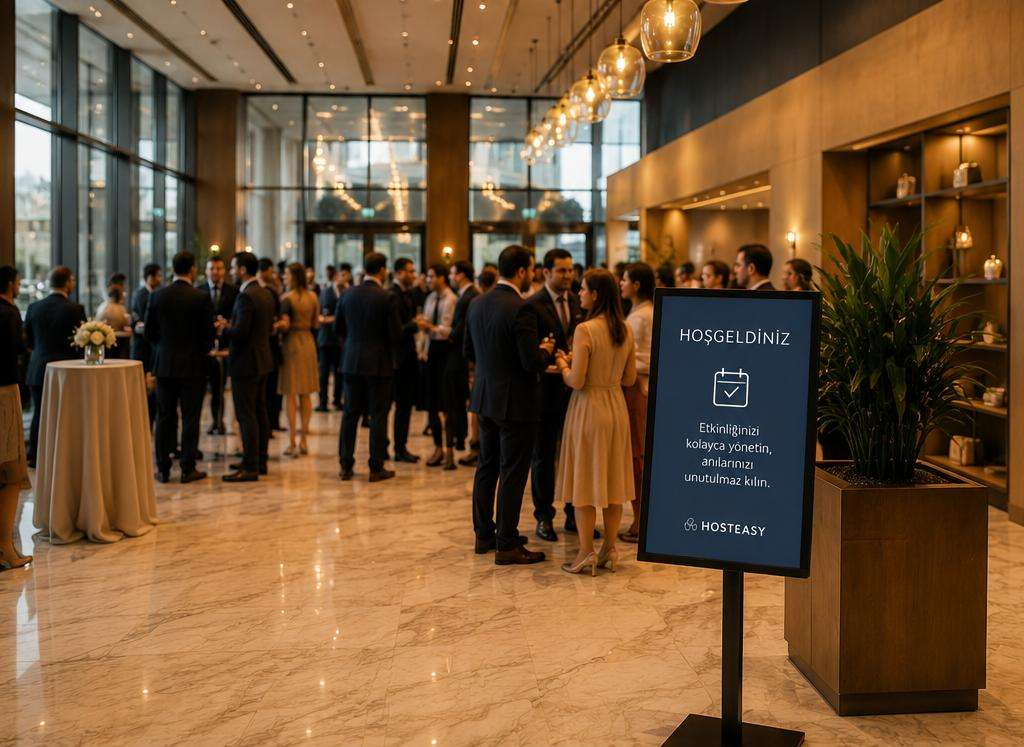 HOŞGELDİNİZ
Etkinliğinizi
kolayca yönetin,
anılarınızı
unutulmaz kılın.
HOSTEASY